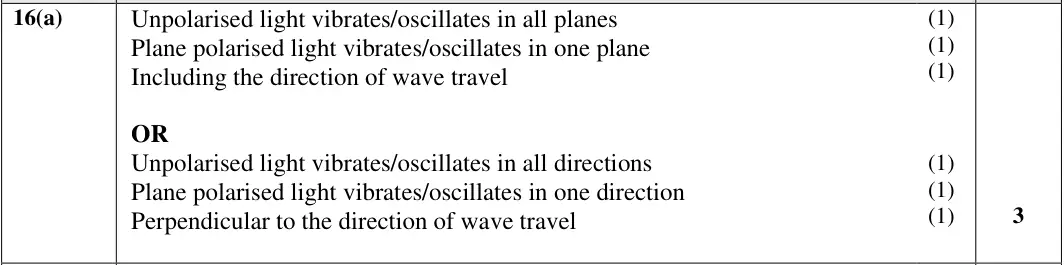 16(a) Unpolarised light vibrates/oscillates in all planes (1)
Plane polarised light vibrates/oscillates in one plane (1)
Including the direction of wave travel (1)
OR
Unpolarised light vibrates/oscillates in all directions (1)
Plane polarised light vibrates/oscillates in one direction (1)
Perpendicular to the direction of wave travel (1) 3